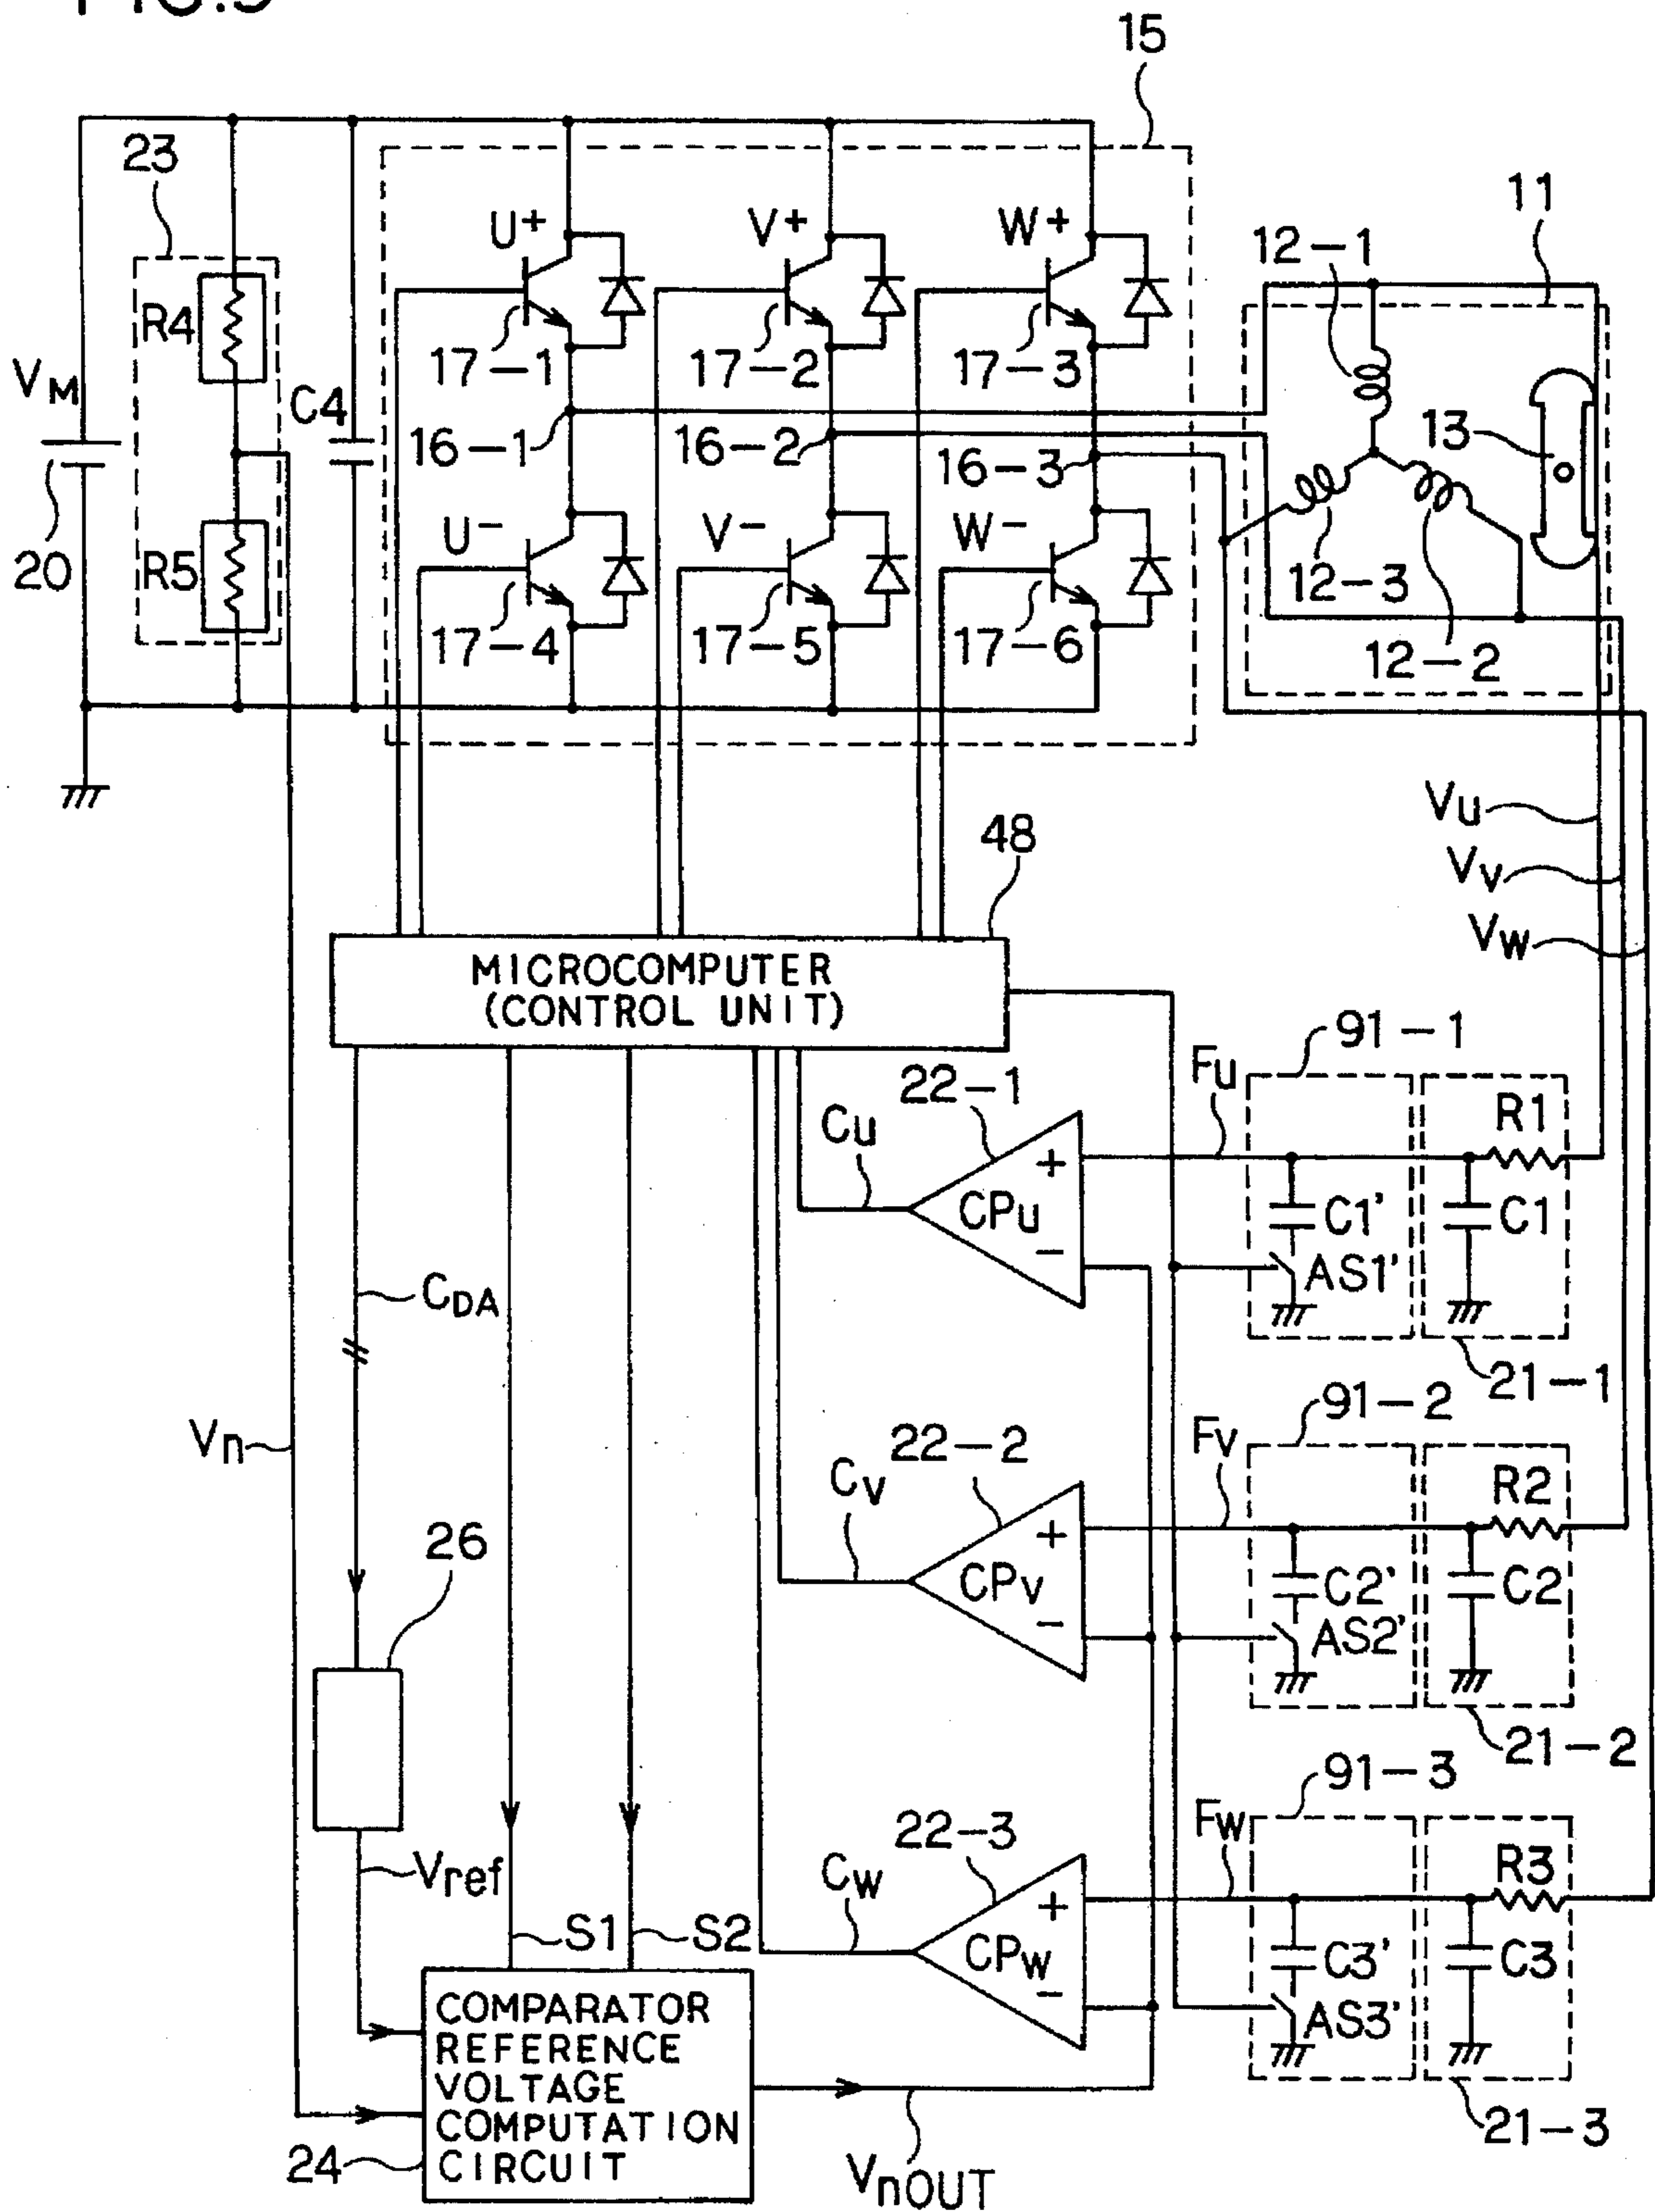 15
23
U+
V+
W+
11
12-1
R4
17-1
17-2
17-3
VM
C4
13
16-1
16-2
16-3
U-
V-
W-
20
R5
12-3
17-4
17-5
17-6
12-2
Vu
48
Vv
Vw
MICROCOMPUTER
(CONTROL UNIT)
91-1
Fu
22-1
R1
Cu
+
CPu
-
C1'
C1
AS1'
CDA
21-1
91-2
Vn
22-2
Fv
R2
Cv
+
26
CPv
-
C2'
C2
AS2'
21-2
91-3
22-3
Fw
R3
Vref
Cw
+
S1
S2
CPw
-
C3'
C3
AS3'
COMPARATOR
REFERENCE
VOLTAGE
COMPUTATION
CIRCUIT
21-3
24
VnOUT